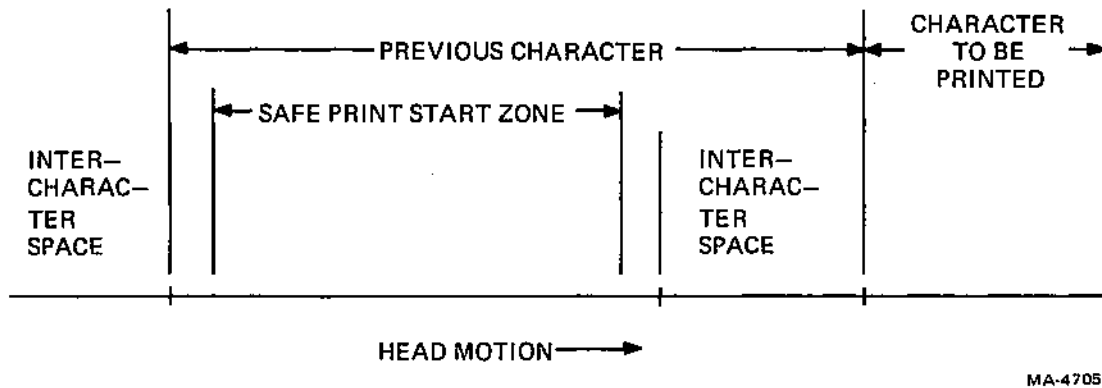 PREVIOUS CHARACTER
CHARACTER
TO BE
PRINTED
SAFE PRINT START ZONE
INTER—
CHARAC—
TER
SPACE
INTER—
CHARAC—
TER
SPACE
HEAD MOTION
MA-4705